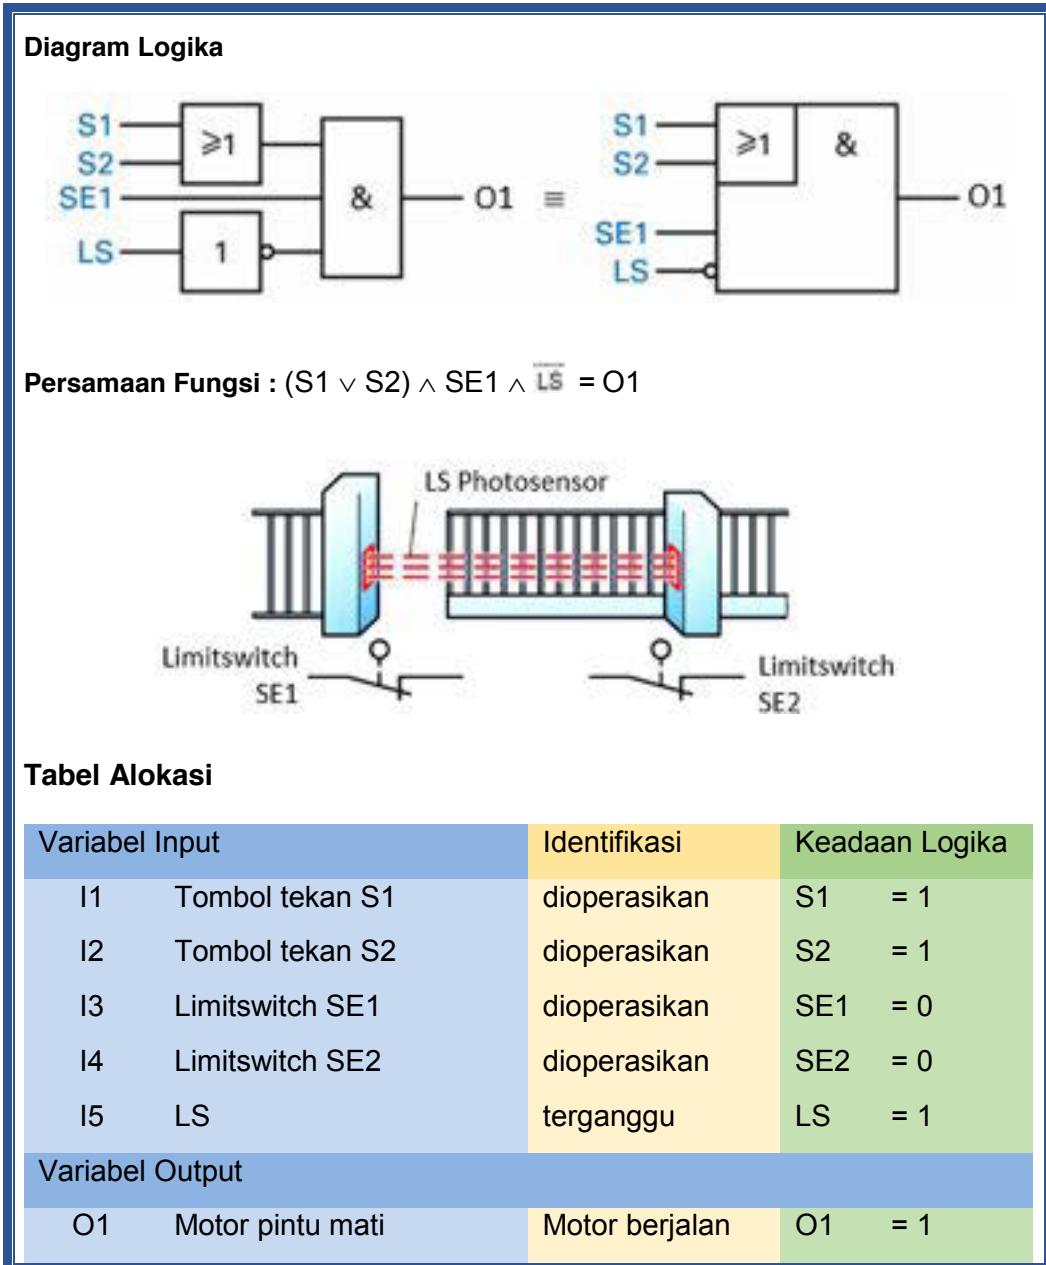 Diagram Logika
S1
S2
SE1
LS
≥1
1
&
O1
≡
S1
S2
SE1
LS
≥1
&
O1
Persamaan Fungsi : (S1 ∨ S2) ∧ SE1 ∧ L̅S̅ = O1
LS Photosensor
Limitswitch
SE1
Limitswitch
SE2
Tabel Alokasi
Variabel Input Identifikasi Keadaan Logika
I1 Tombol tekan S1 dioperasikan S1 = 1
I2 Tombol tekan S2 dioperasikan S2 = 1
I3 Limitswitch SE1 dioperasikan SE1 = 0
I4 Limitswitch SE2 dioperasikan SE2 = 0
I5 LS terganggu LS = 1
Variabel Output
O1 Motor pintu mati Motor berjalan O1 = 1